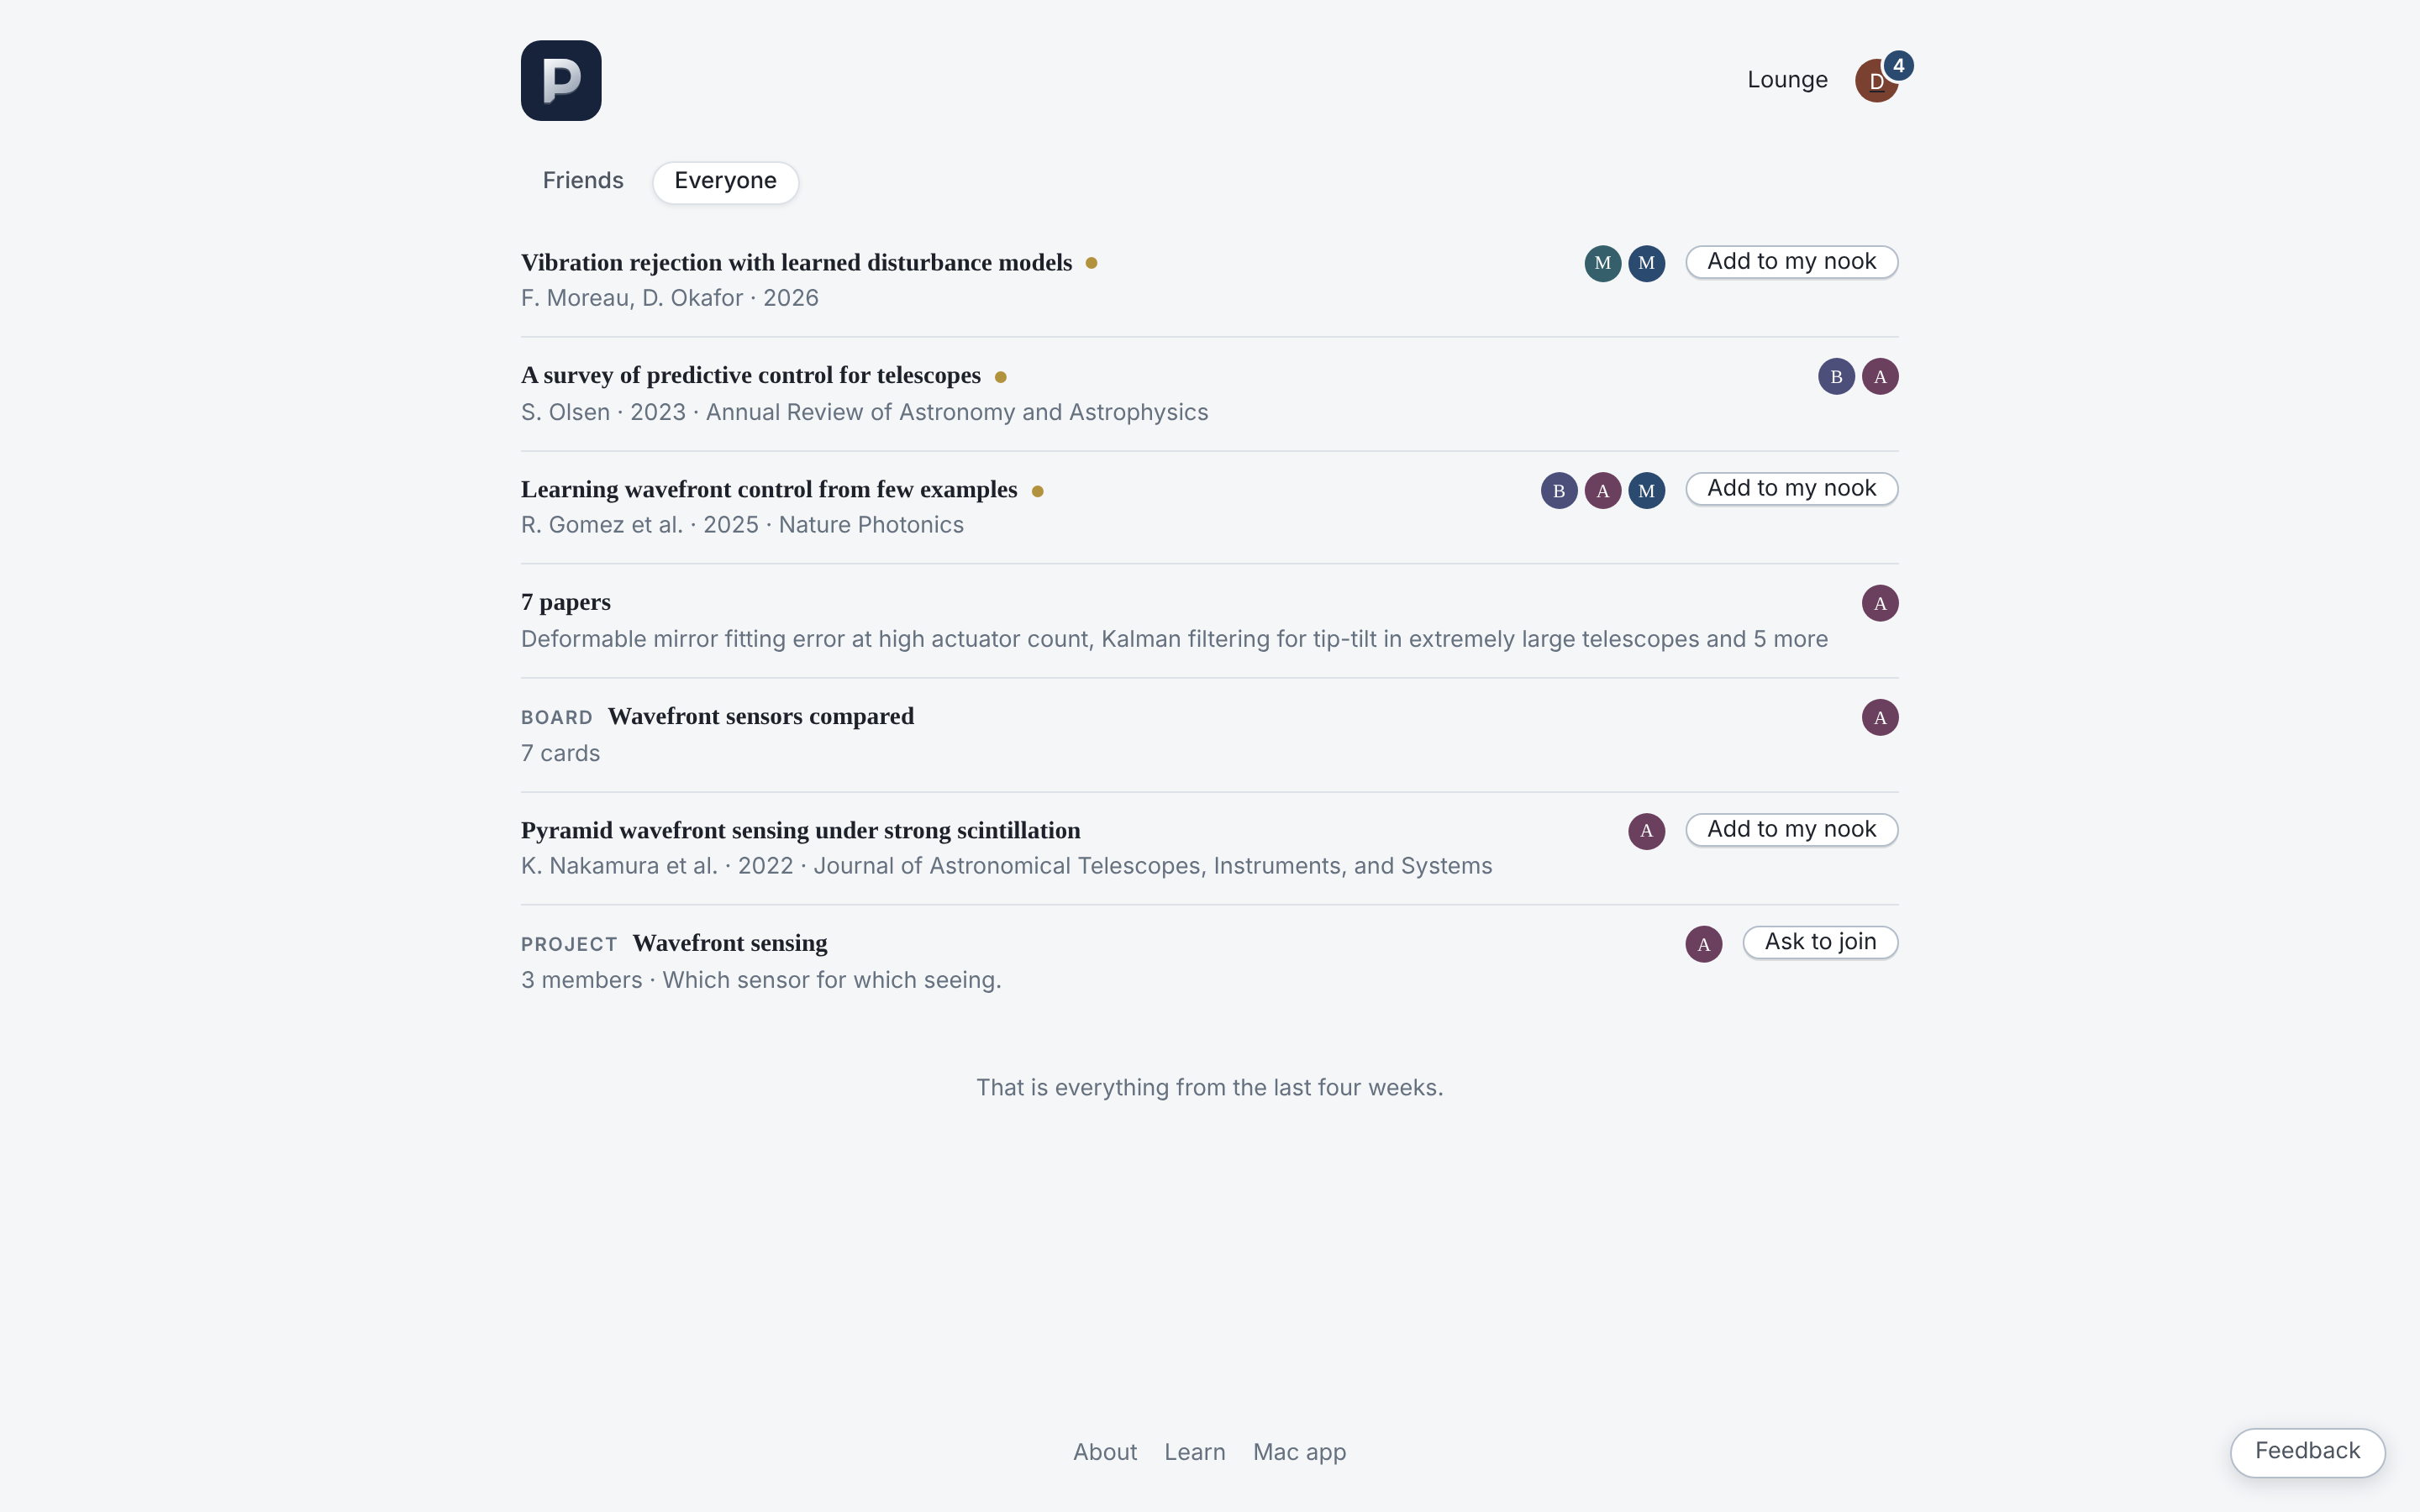 P
Lounge D 4
Friends Everyone
Vibration rejection with learned disturbance models M M Add to my nook
F. Moreau, D. Okafor · 2026
A survey of predictive control for telescopes B A
S. Olsen · 2023 · Annual Review of Astronomy and Astrophysics
Learning wavefront control from few examples B A M Add to my nook
R. Gomez et al. · 2025 · Nature Photonics
7 papers A
Deformable mirror fitting error at high actuator count, Kalman filtering for tip-tilt in extremely large telescopes and 5 more
BOARD Wavefront sensors compared A
7 cards
Pyramid wavefront sensing under strong scintillation A Add to my nook
K. Nakamura et al. · 2022 · Journal of Astronomical Telescopes, Instruments, and Systems
PROJECT Wavefront sensing A Ask to join
3 members · Which sensor for which seeing.
That is everything from the last four weeks.
About Learn Mac app
Feedback